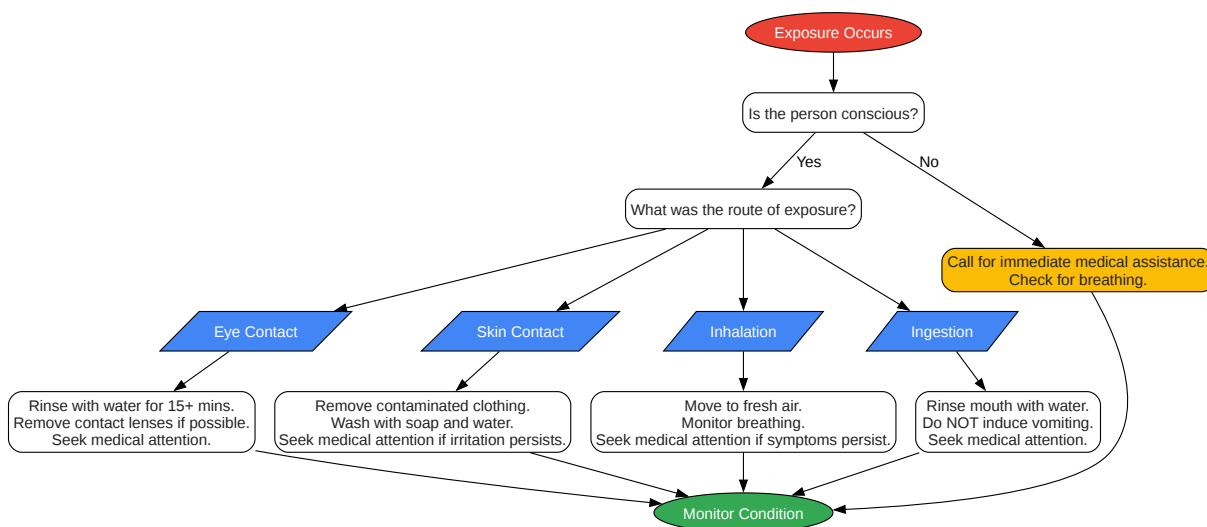 Exposure Occurs
Is the person conscious?
Yes
No
What was the route of exposure?
Call for immediate medical assistance.
Check for breathing.
Eye Contact
Skin Contact
Inhalation
Ingestion
Rinse with water for 15+ mins.
Remove contact lenses if possible.
Seek medical attention.
Remove contaminated clothing.
Wash with soap and water.
Seek medical attention if irritation persists.
Move to fresh air.
Monitor breathing.
Seek medical attention if symptoms persist.
Rinse mouth with water.
Do NOT induce vomiting.
Seek medical attention.
Monitor Condition